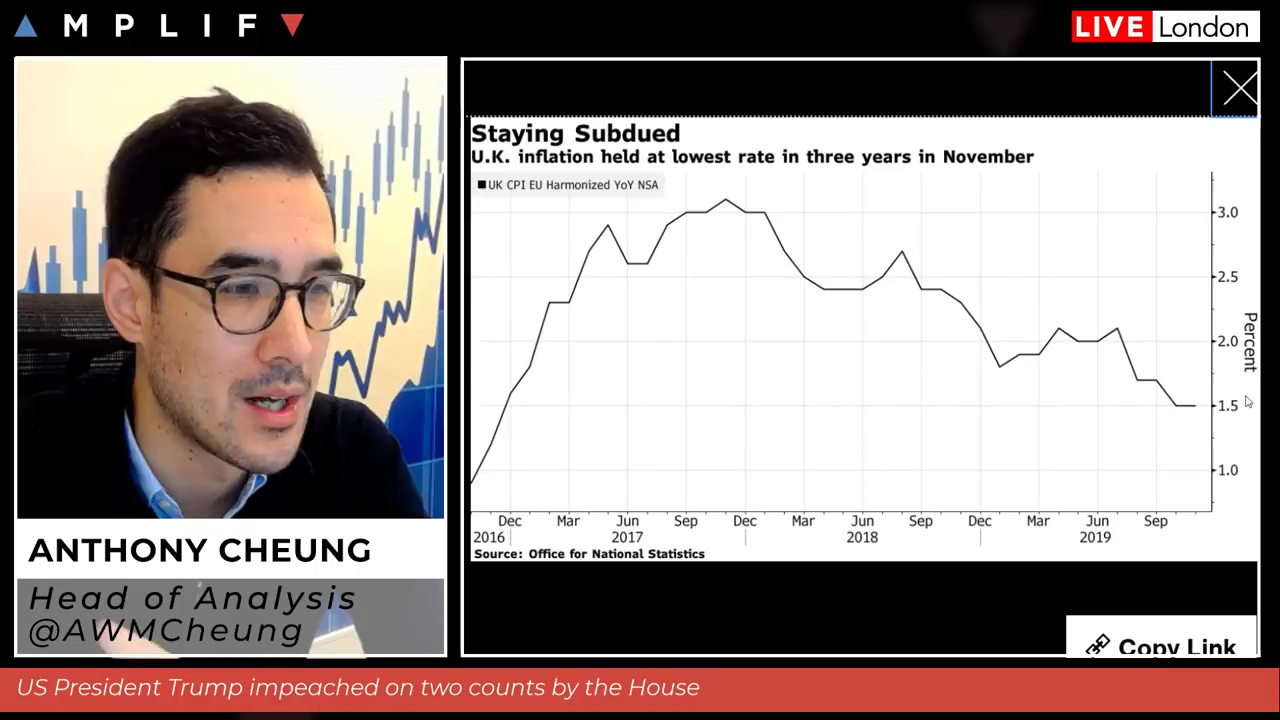 AMPLIF
LIVE London
Staying Subdued
U.K. inflation held at lowest rate in three years in November
UK CPI EU Harmonized YoY NSA
3.0
2.5
2.0
1.5
1.0
Percent
Dec Mar Jun Sep Dec Mar Jun Sep Dec Mar Jun Sep
2016 2017 2018 2019
Source: Office for National Statistics
Copy Link
ANTHONY CHEUNG
Head of Analysis
@AWMCheung
US President Trump impeached on two counts by the House